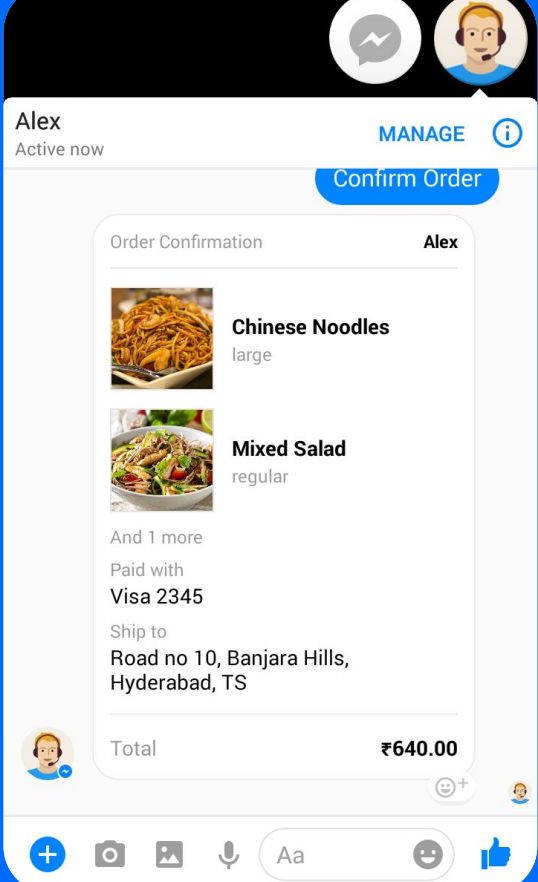 Alex
Active now
MANAGE
Confirm Order
Order Confirmation
Alex
Chinese Noodles
large
Mixed Salad
regular
And 1 more
Paid with
Visa 2345
Ship to
Road no 10, Banjara Hills,
Hyderabad, TS
Total
₹640.00
Aa